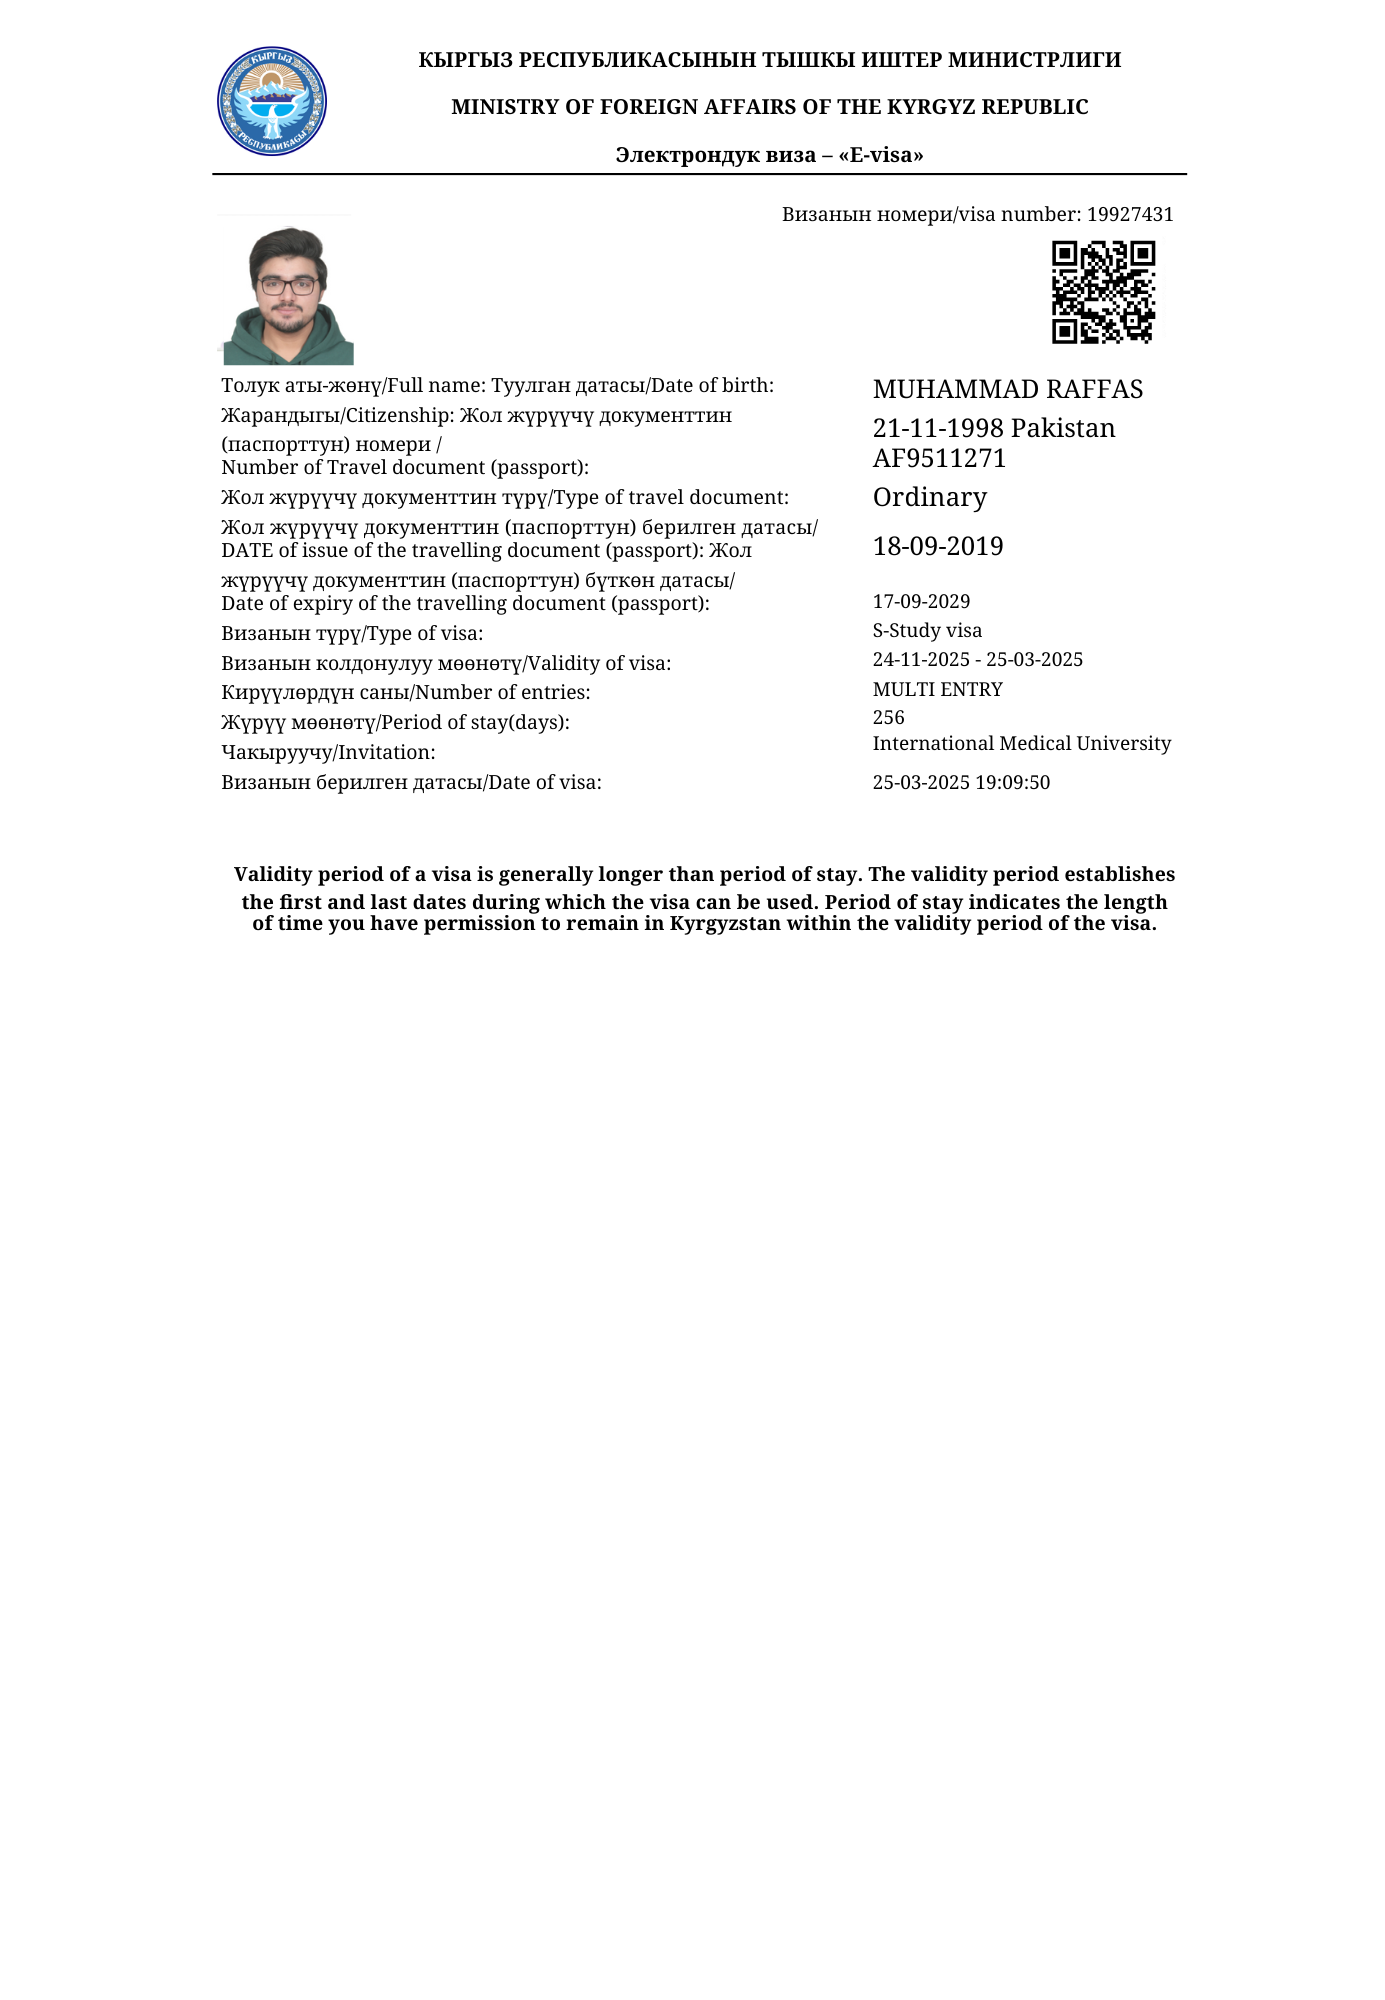 КЫРГЫЗ
РЕСПУБЛИКАСЫ
КЫРГЫЗ РЕСПУБЛИКАСЫНЫН ТЫШКЫ ИШТЕР МИНИСТРЛИГИ
MINISTRY OF FOREIGN AFFAIRS OF THE KYRGYZ REPUBLIC
Электрондук виза – «E-visa»
Визанын номери/visa number: 19927431
Толук аты-жөнү/Full name: Туулган датасы/Date of birth:
MUHAMMAD RAFFAS
Жарандыгы/Citizenship: Жол жүрүүчү документтин
21-11-1998 Pakistan
(паспорттун) номери /
AF9511271
Number of Travel document (passport):
Жол жүрүүчү документтин түрү/Type of travel document:
Ordinary
Жол жүрүүчү документтин (паспорттун) берилген датасы/
DATE of issue of the travelling document (passport): Жол
18-09-2019
жүрүүчү документтин (паспорттун) бүткөн датасы/
Date of expiry of the travelling document (passport):
17-09-2029
Визанын түрү/Type of visa:
S-Study visa
Визанын колдонулуу мөөнөтү/Validity of visa:
24-11-2025 - 25-03-2025
Кирүүлөрдүн саны/Number of entries:
MULTI ENTRY
Жүрүү мөөнөтү/Period of stay(days):
256
Чакыруучу/Invitation:
International Medical University
Визанын берилген датасы/Date of visa:
25-03-2025 19:09:50
Validity period of a visa is generally longer than period of stay. The validity period establishes
the first and last dates during which the visa can be used. Period of stay indicates the length
of time you have permission to remain in Kyrgyzstan within the validity period of the visa.